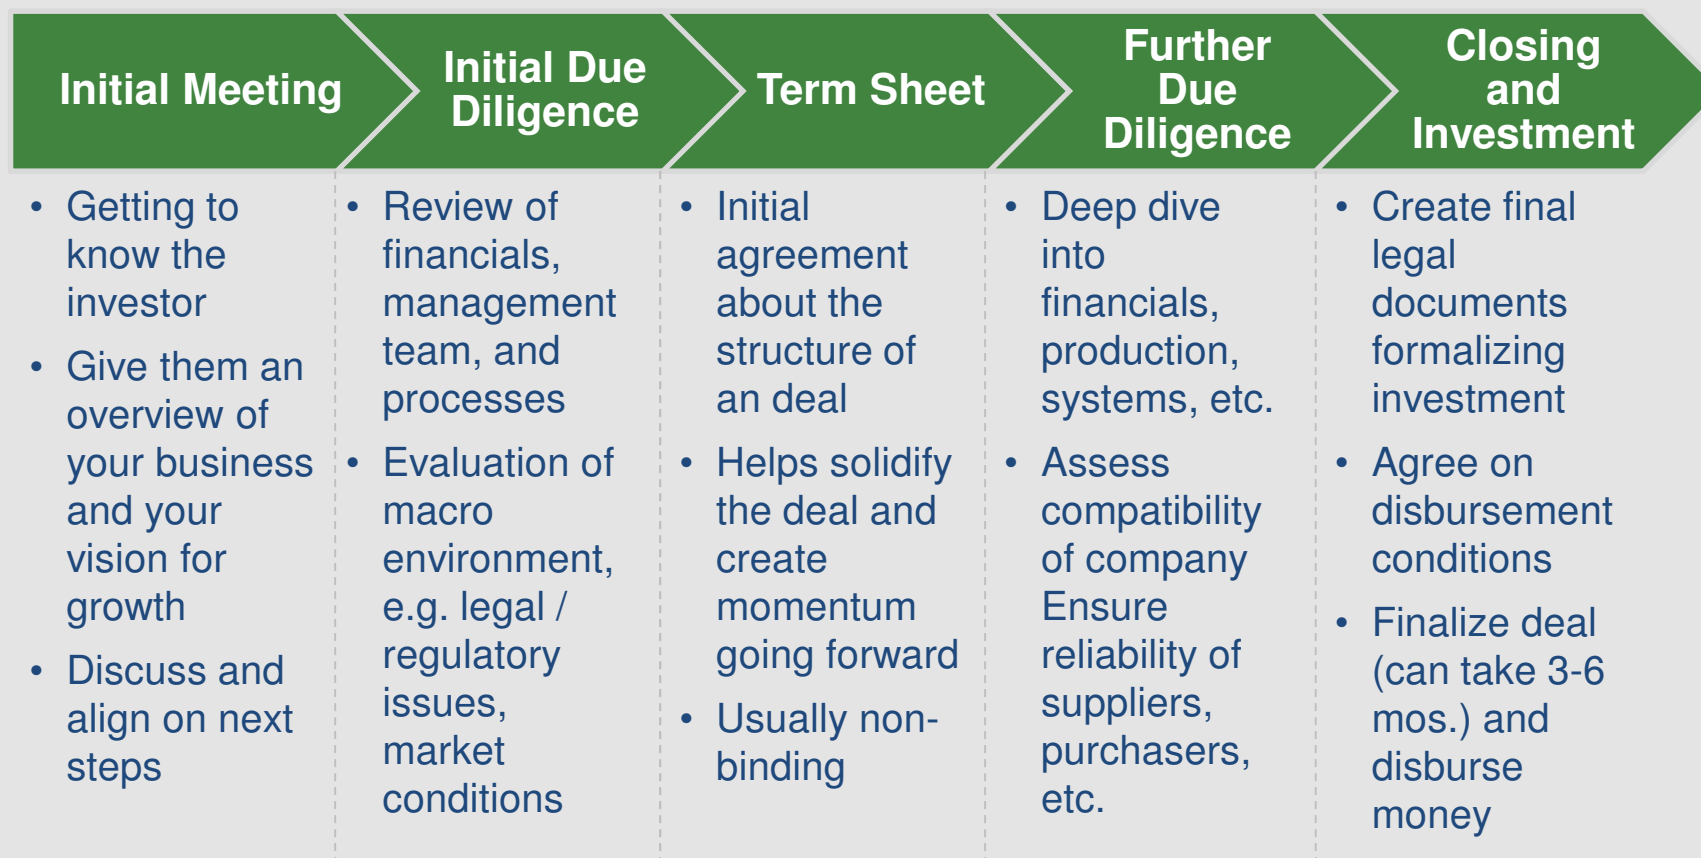 Initial Meeting
Initial Due
Diligence
Term Sheet
Further
Due
Diligence
Closing
and
Investment
• Getting to
know the
investor
• Give them an
overview of
your business
and your
vision for
growth
• Discuss and
align on next
steps
• Review of
financials,
management
team, and
processes
• Evaluation of
macro
environment,
e.g. legal /
regulatory
issues,
market
conditions
• Initial
agreement
about the
structure of
an deal
• Helps solidify
the deal and
create
momentum
going forward
• Usually non-
binding
• Deep dive
into
financials,
production,
systems, etc.
• Assess
compatibility
of company
Ensure
reliability of
suppliers,
purchasers,
etc.
• Create final
legal
documents
formalizing
investment
• Agree on
disbursement
conditions
• Finalize deal
(can take 3-6
mos.) and
disburse
money